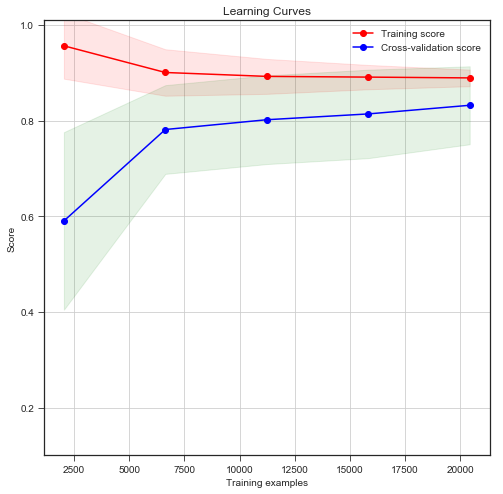 Learning Curves
1.0
Training score
Cross-validation score
0.8
0.6
Score
0.4
0.2
2500 5000 7500 10000 12500 15000 17500 20000
Training examples